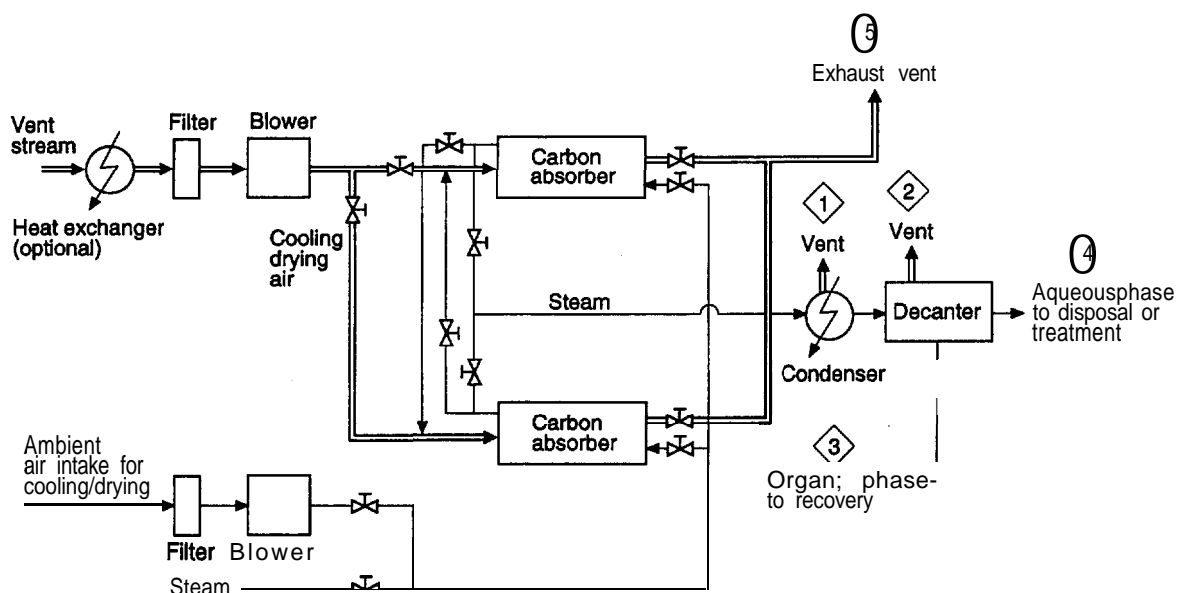 5
Exhaust vent
Vent
stream
Filter
Blower
Heat exchanger
(optional)
Carbon
absorber
Cooling
drying
air
1
Vent
2
Vent
4
Aqueousphase
to disposal or
treatment
Steam
Condenser
Decanter
Carbon
absorber
3
Organ; phase-
to recovery
Ambient
air intake for
cooling/drying
Filter
Blower
Steam